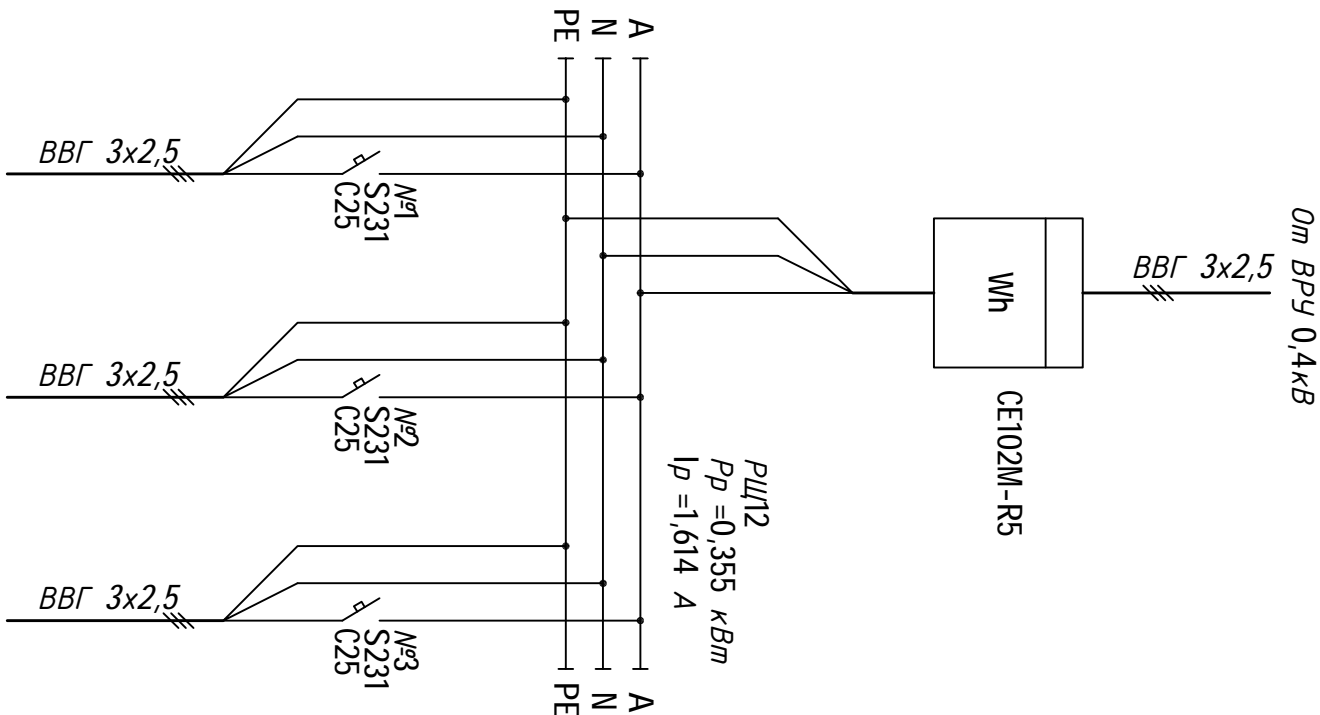 От ВРУ 0,4кВ
ВВГ 3х2,5
Wh
CE102M-R5
РЩ12
Рр =0,355 кВт
Iр =1,614 А
A
N
PE
A
N
PE
№1
S231
C25
№2
S231
C25
№3
S231
C25
ВВГ 3х2,5
ВВГ 3х2,5
ВВГ 3х2,5